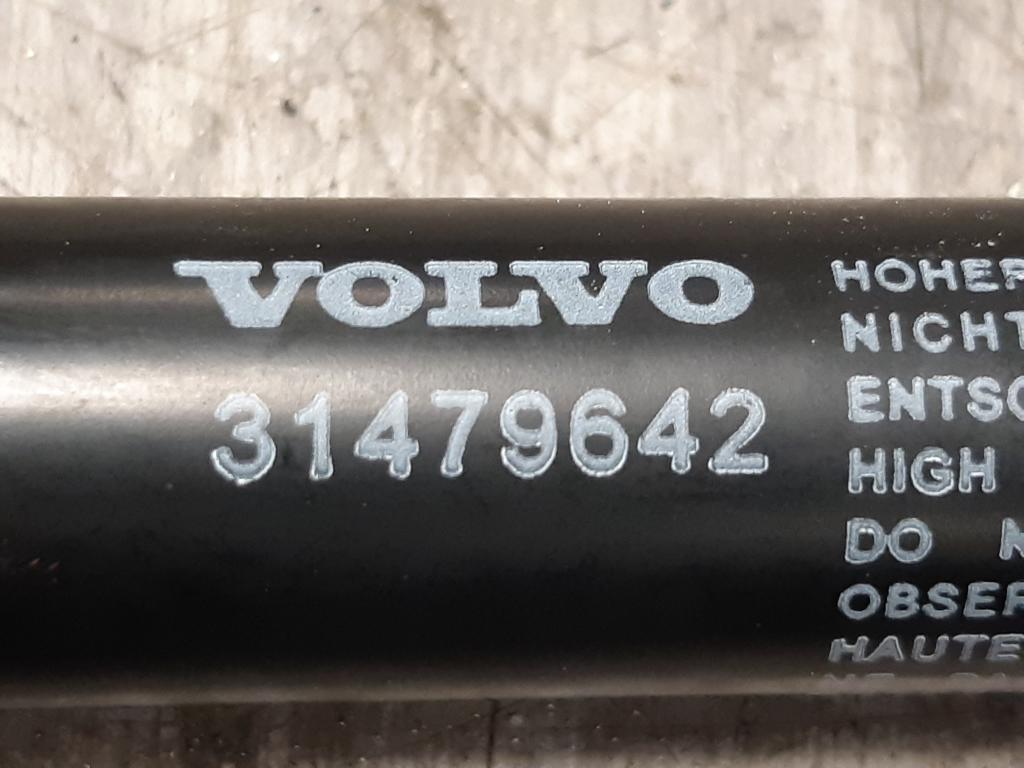 VOLVO
31479642
HOHER
NICHT
ENTSC
HIGH
DO N
OBSER
HAUTE